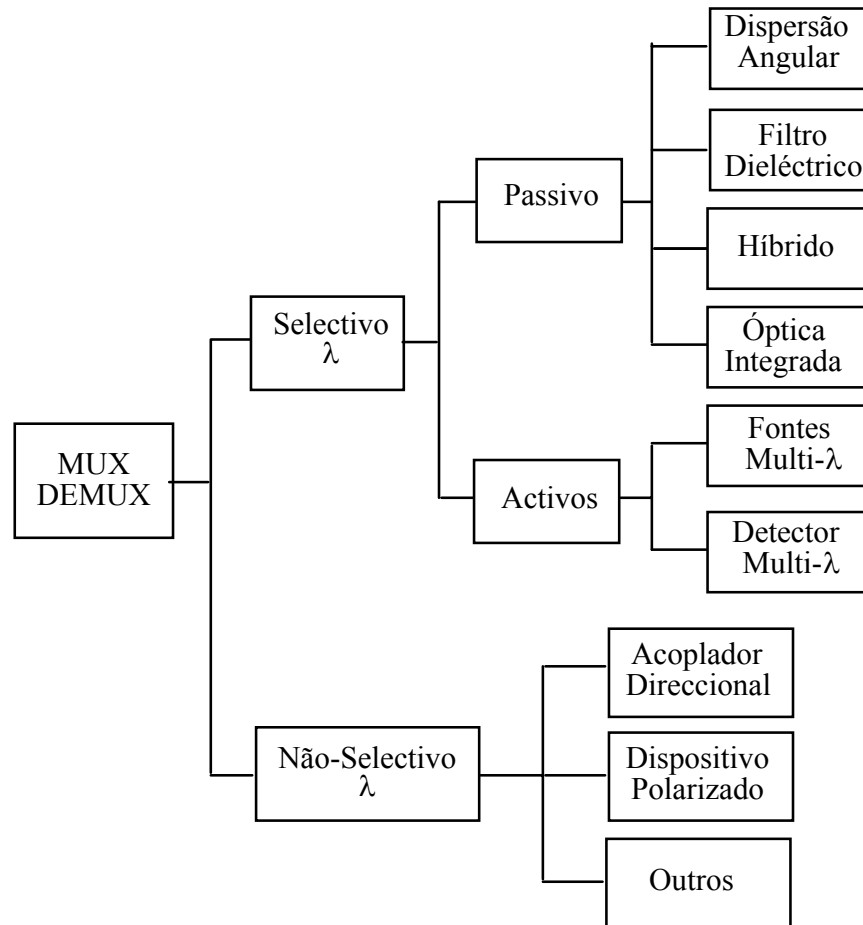 Dispersão
Angular
Filtro
Dieléctrico
Passivo
Híbrido
Selectivo
λ
Óptica
Integrada
MUX
DEMUX
Fontes
Multi-λ
Activos
Detector
Multi-λ
Acoplador
Direccional
Não-Selectivo
λ
Dispositivo
Polarizado
Outros